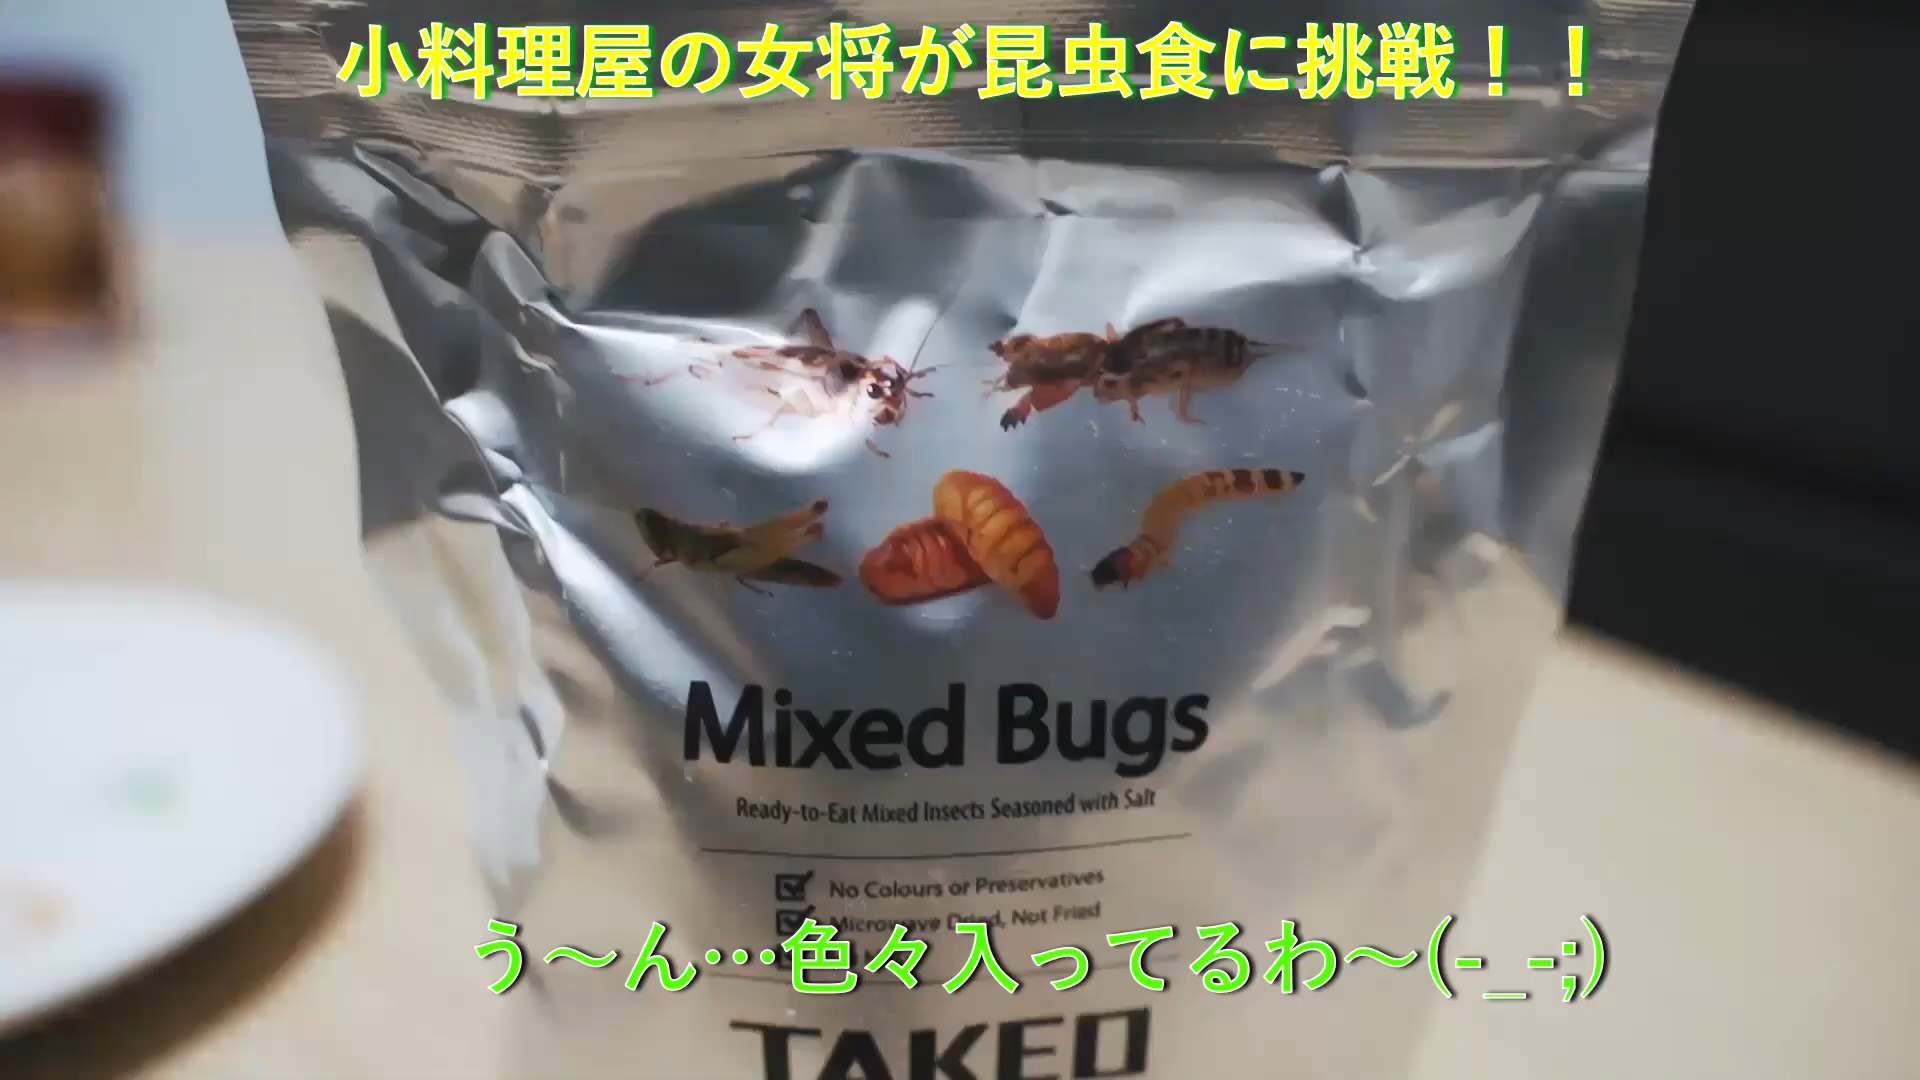 小料理屋の女将が昆虫食に挑戦！！
Mixed Bugs
Ready-to-Eat Mixed Insects Seasoned with Salt
No Colours or Preservatives
Microwave Dried, Not Fried
う～ん…色々入ってるわ～(-_-;)
TAKEO